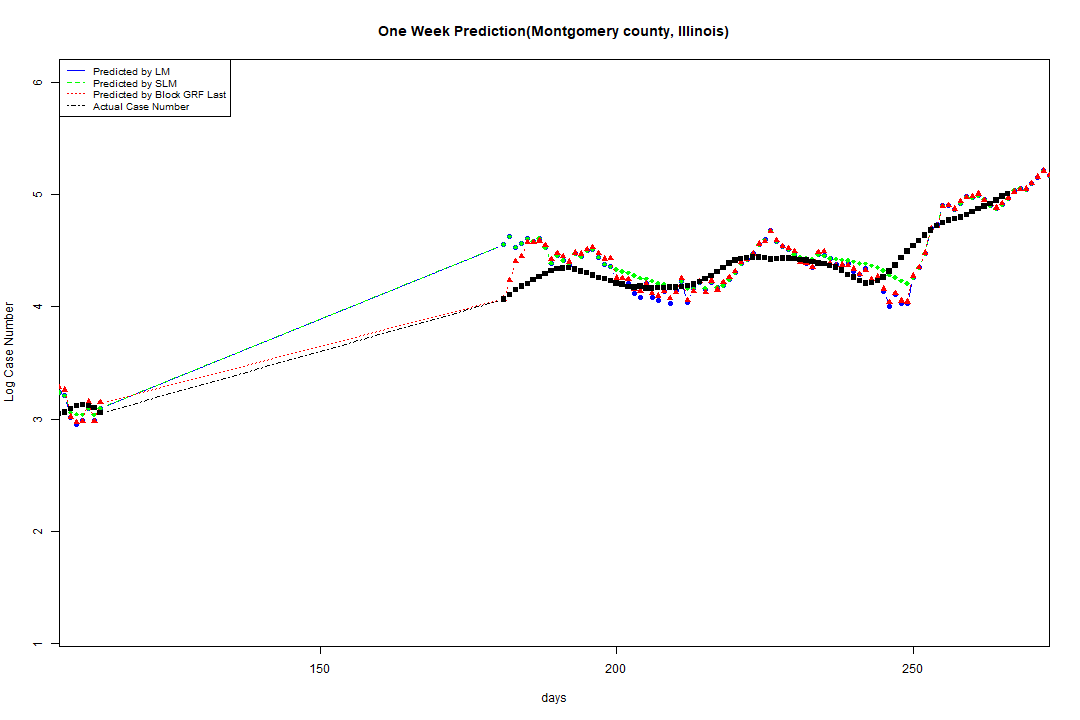 One Week Prediction(Montgomery county, Illinois)
Predicted by LM
Predicted by SLM
Predicted by Block GRF Last
Actual Case Number
6
5
4
3
2
1
Log Case Number
150 200 250
days